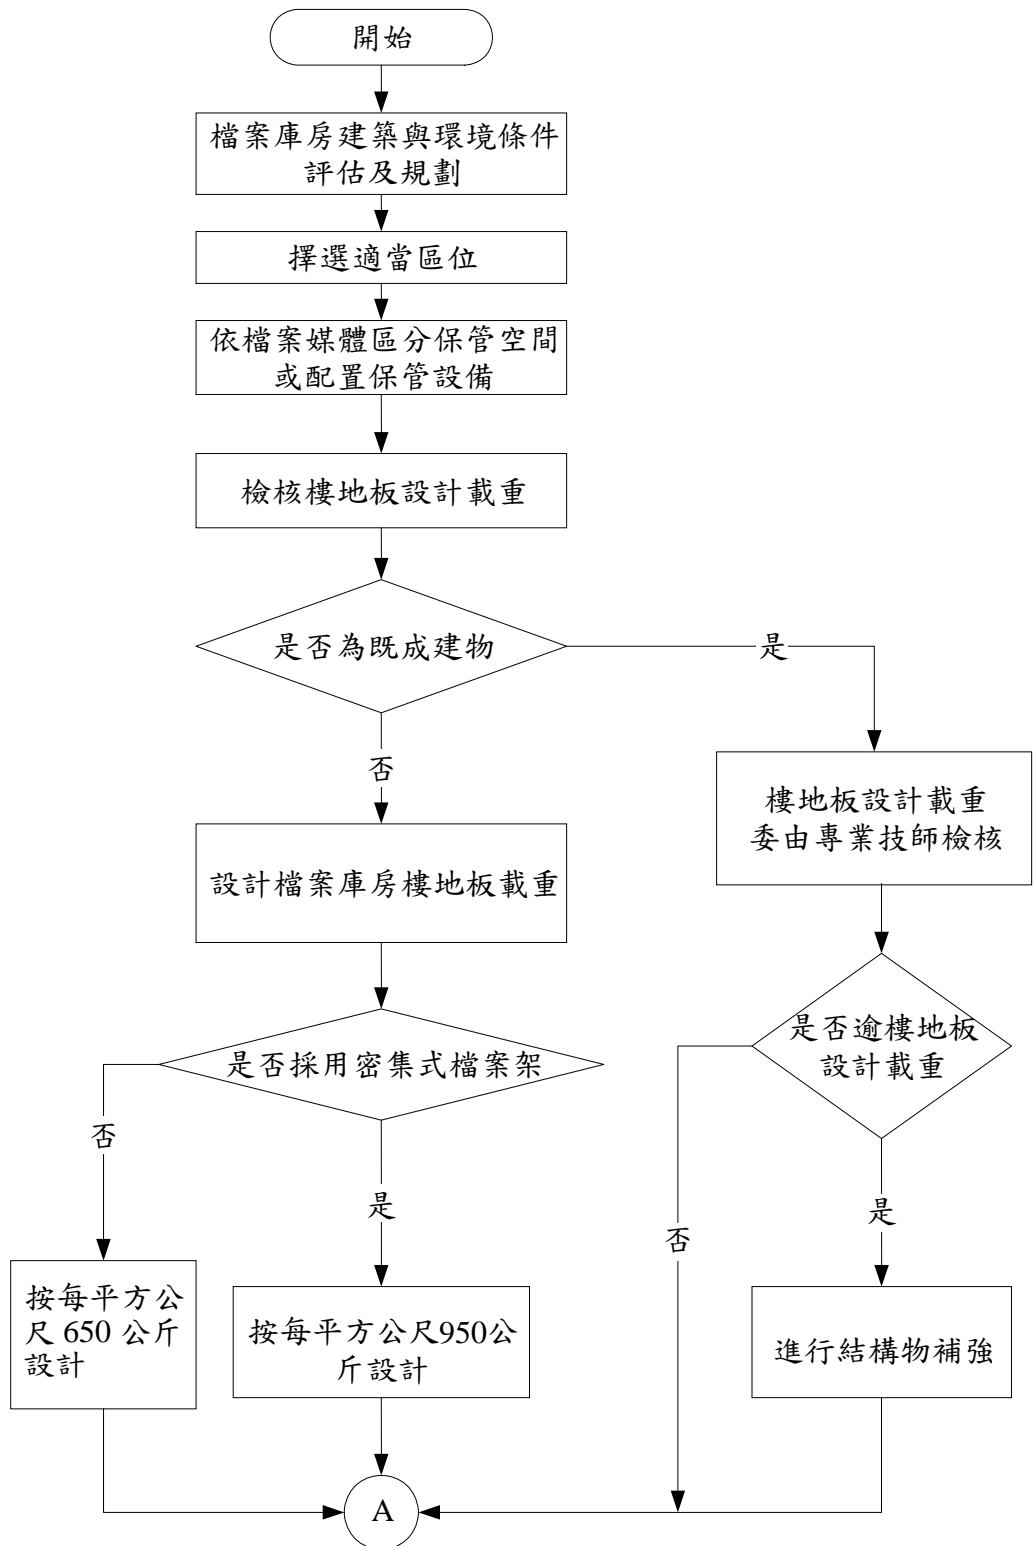 開始
檔案庫房建築與環境條件
評估及規劃
擇選適當區位
依檔案媒體區分保管空間
或配置保管設備
檢核樓地板設計載重
是否為既成建物
是
否
樓地板設計載重
委由專業技師檢核
設計檔案庫房樓地板載重
是否逾樓地板
設計載重
是否採用密集式檔案架
否
是
否
是
按每平方公
尺 650 公斤
設計
按每平方公尺950公
斤設計
進行結構物補強
A